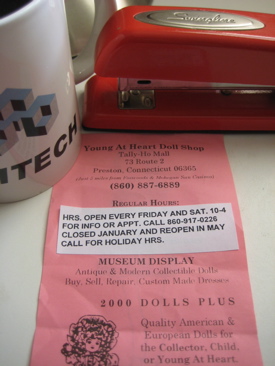 Swingline
ITECH
Young At Heart Doll Shop
Tally-Ho Mall
73 Route 2
Preston, Connecticut 06365
(860) 887-6889
Regular Hours:
HRS. OPEN EVERY FRIDAY AND SAT. 10-4
FOR INFO OR APPT. CALL 860-917-0226
CLOSED JANUARY AND REOPEN IN MAY
CALL FOR HOLIDAY HRS.
MUSEUM DISPLAY
Antique & Modern Collectible Dolls
Buy, Sell, Repair, Custom Made Dresses
2000 DOLLS PLUS
Quality American &
European Dolls for
the Collector, Child,
or Young At Heart.